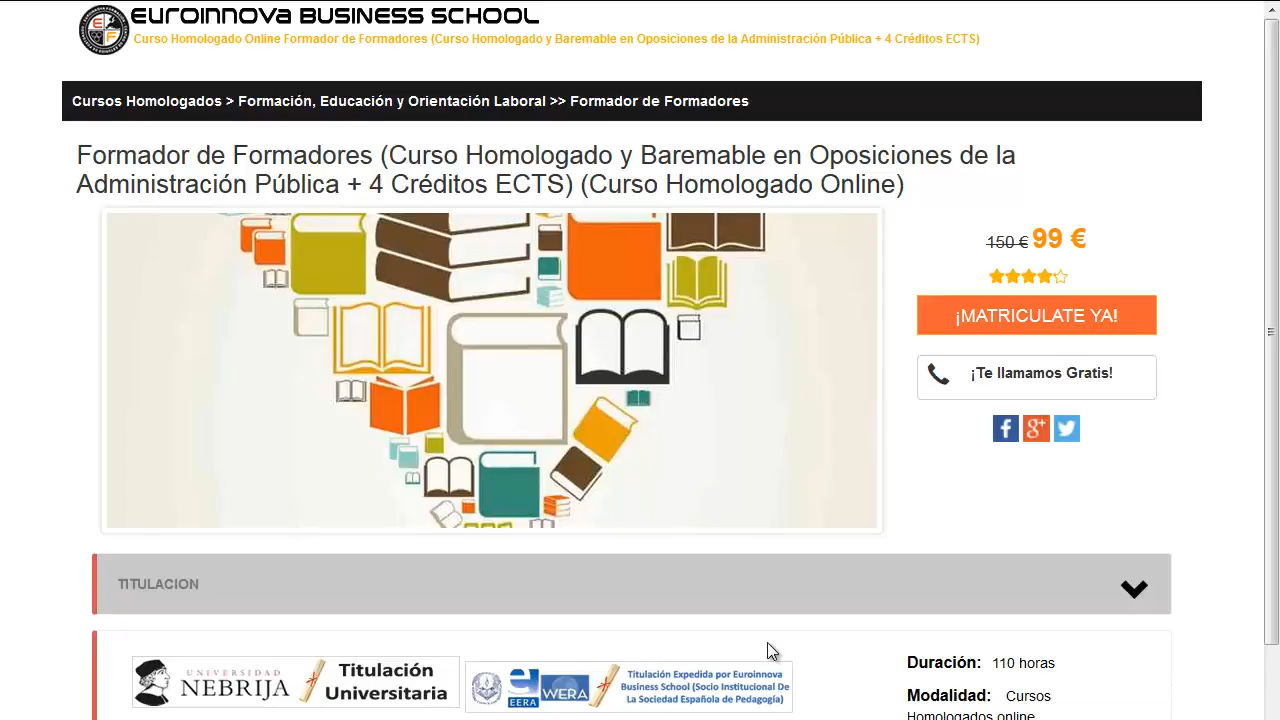 EUROINNOVA BUSINESS SCHOOL
Curso Homologado Online Formador de Formadores (Curso Homologado y Baremable en Oposiciones de la Administración Pública + 4 Créditos ECTS)
Cursos Homologados > Formación, Educación y Orientación Laboral >> Formador de Formadores
Formador de Formadores (Curso Homologado y Baremable en Oposiciones de la
Administración Pública + 4 Créditos ECTS) (Curso Homologado Online)
150 € 99 €
¡MATRICULATE YA!
¡Te llamamos Gratis!
TITULACION
UNIVERSIDAD
NEBRIJA
Titulación
Universitaria
EERA
WERA
Titulación Expedida por Euroinnova
Business School (Socio Institucional De
La Sociedad Española de Pedagogía)
Duración: 110 horas
Modalidad: Cursos
Homologados online